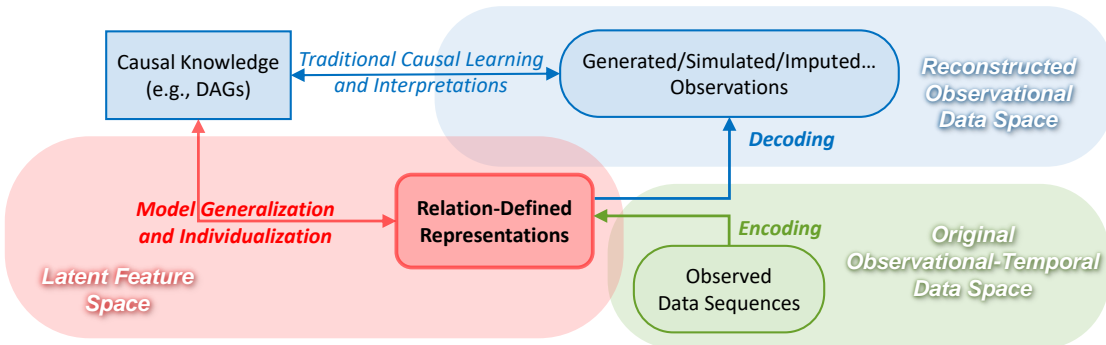 Causal Knowledge
(e.g., DAGs)
Traditional Causal Learning
and Interpretations
Generated/Simulated/Imputed…
Observations
Reconstructed
Observational
Data Space
Decoding
Model Generalization
and Individualization
Relation-Defined
Representations
Encoding
Original
Observational-Temporal
Data Space
Latent Feature
Space
Observed
Data Sequences